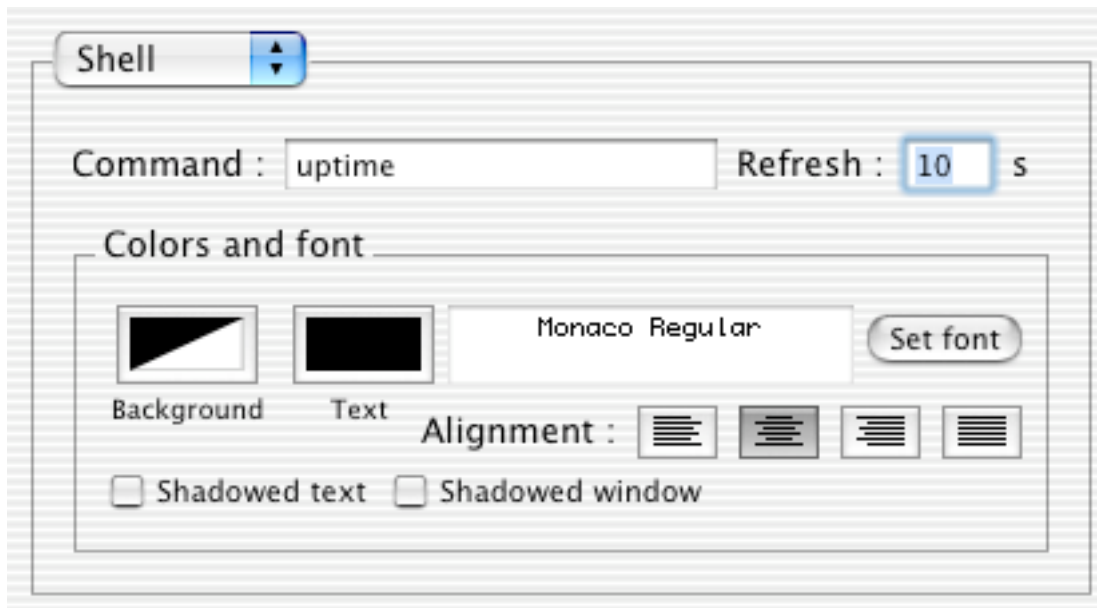 Shell
Command : uptime Refresh : 10 s
Colors and font
Monaco Regular Set font
Background Text
Alignment :
Shadowed text Shadowed window